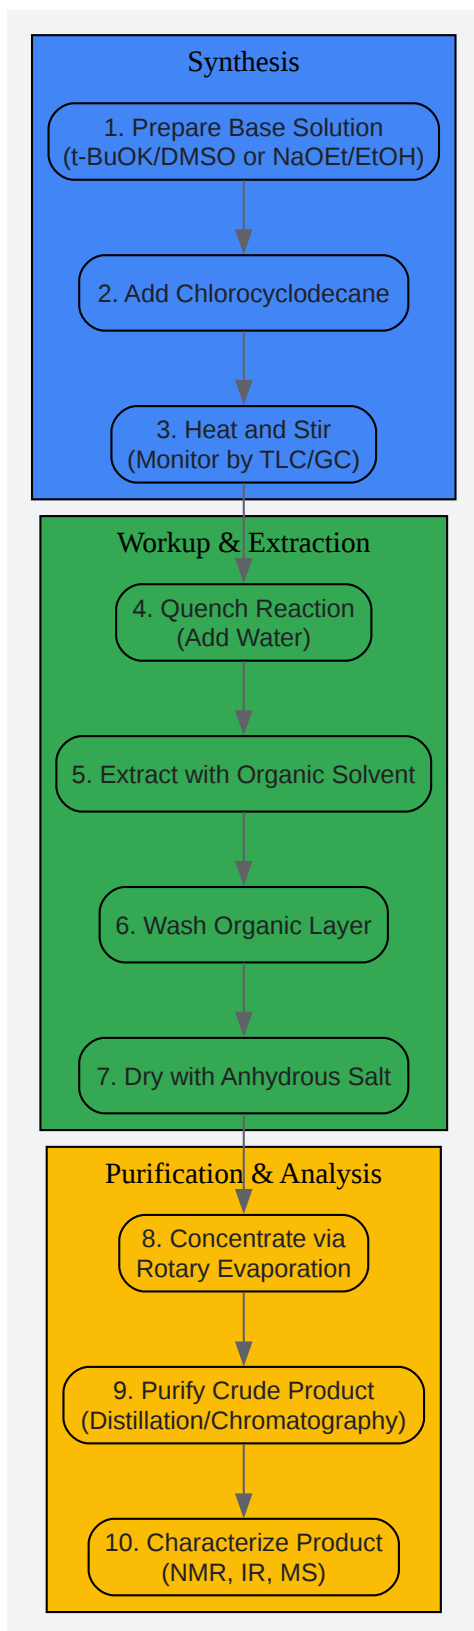 Synthesis
1. Prepare Base Solution
(t-BuOK/DMSO or NaOEt/EtOH)
2. Add Chlorocyclodecane
3. Heat and Stir
(Monitor by TLC/GC)
Workup & Extraction
4. Quench Reaction
(Add Water)
5. Extract with Organic Solvent
6. Wash Organic Layer
7. Dry with Anhydrous Salt
Purification & Analysis
8. Concentrate via
Rotary Evaporation
9. Purify Crude Product
(Distillation/Chromatography)
10. Characterize Product
(NMR, IR, MS)